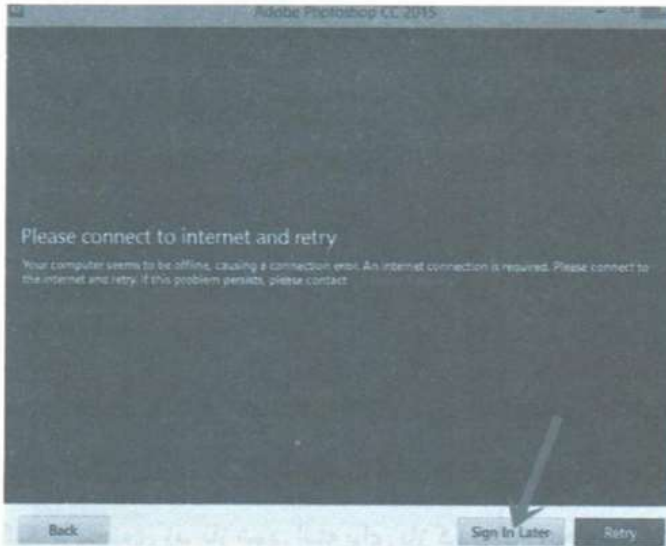 Adobe Photoshop CC 2015
Please connect to internet and retry
Your computer seems to be offline, causing a connection error. An internet connection is required. Please connect to
the internet and retry. If this problem persists, please contact
Back
Sign In Later
Retry